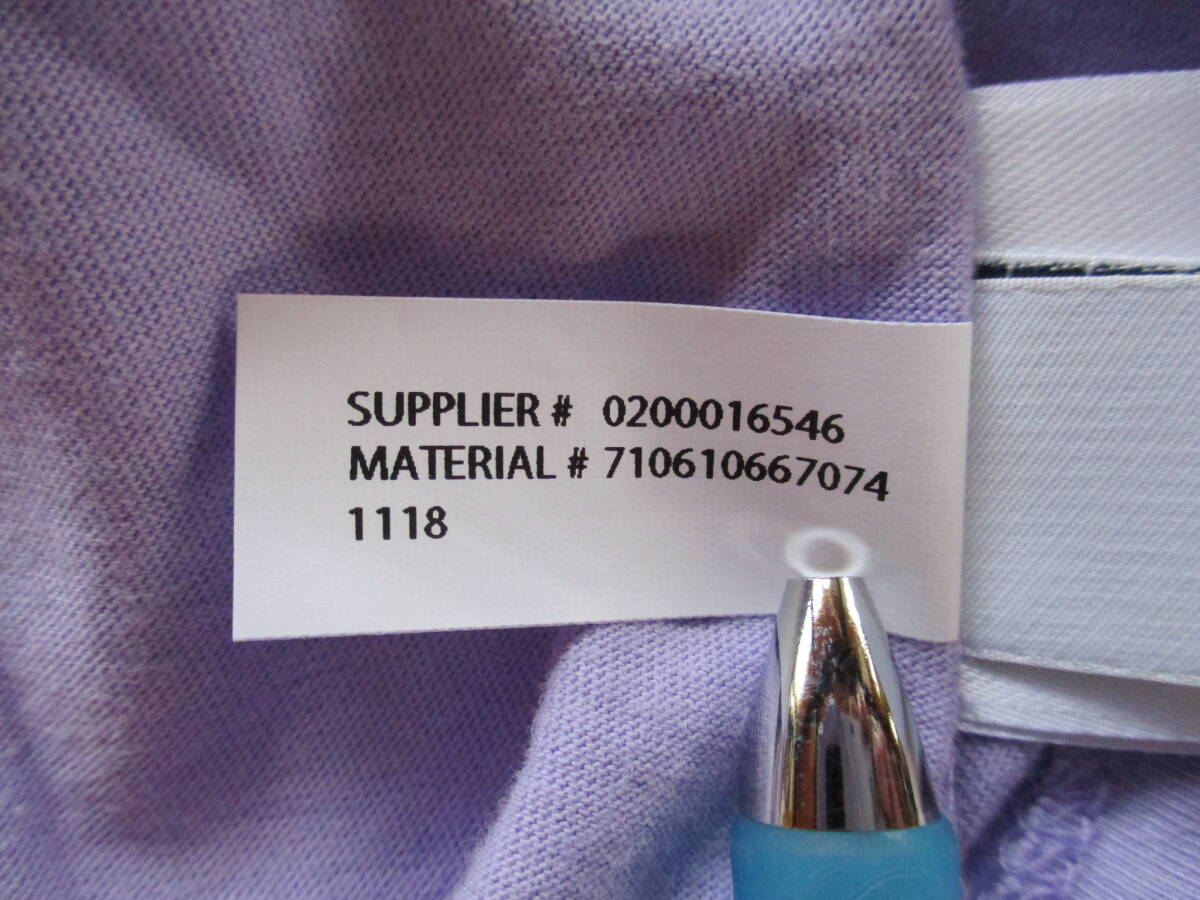 SUPPLIER # 0200016546
MATERIAL # 710610667074
1118